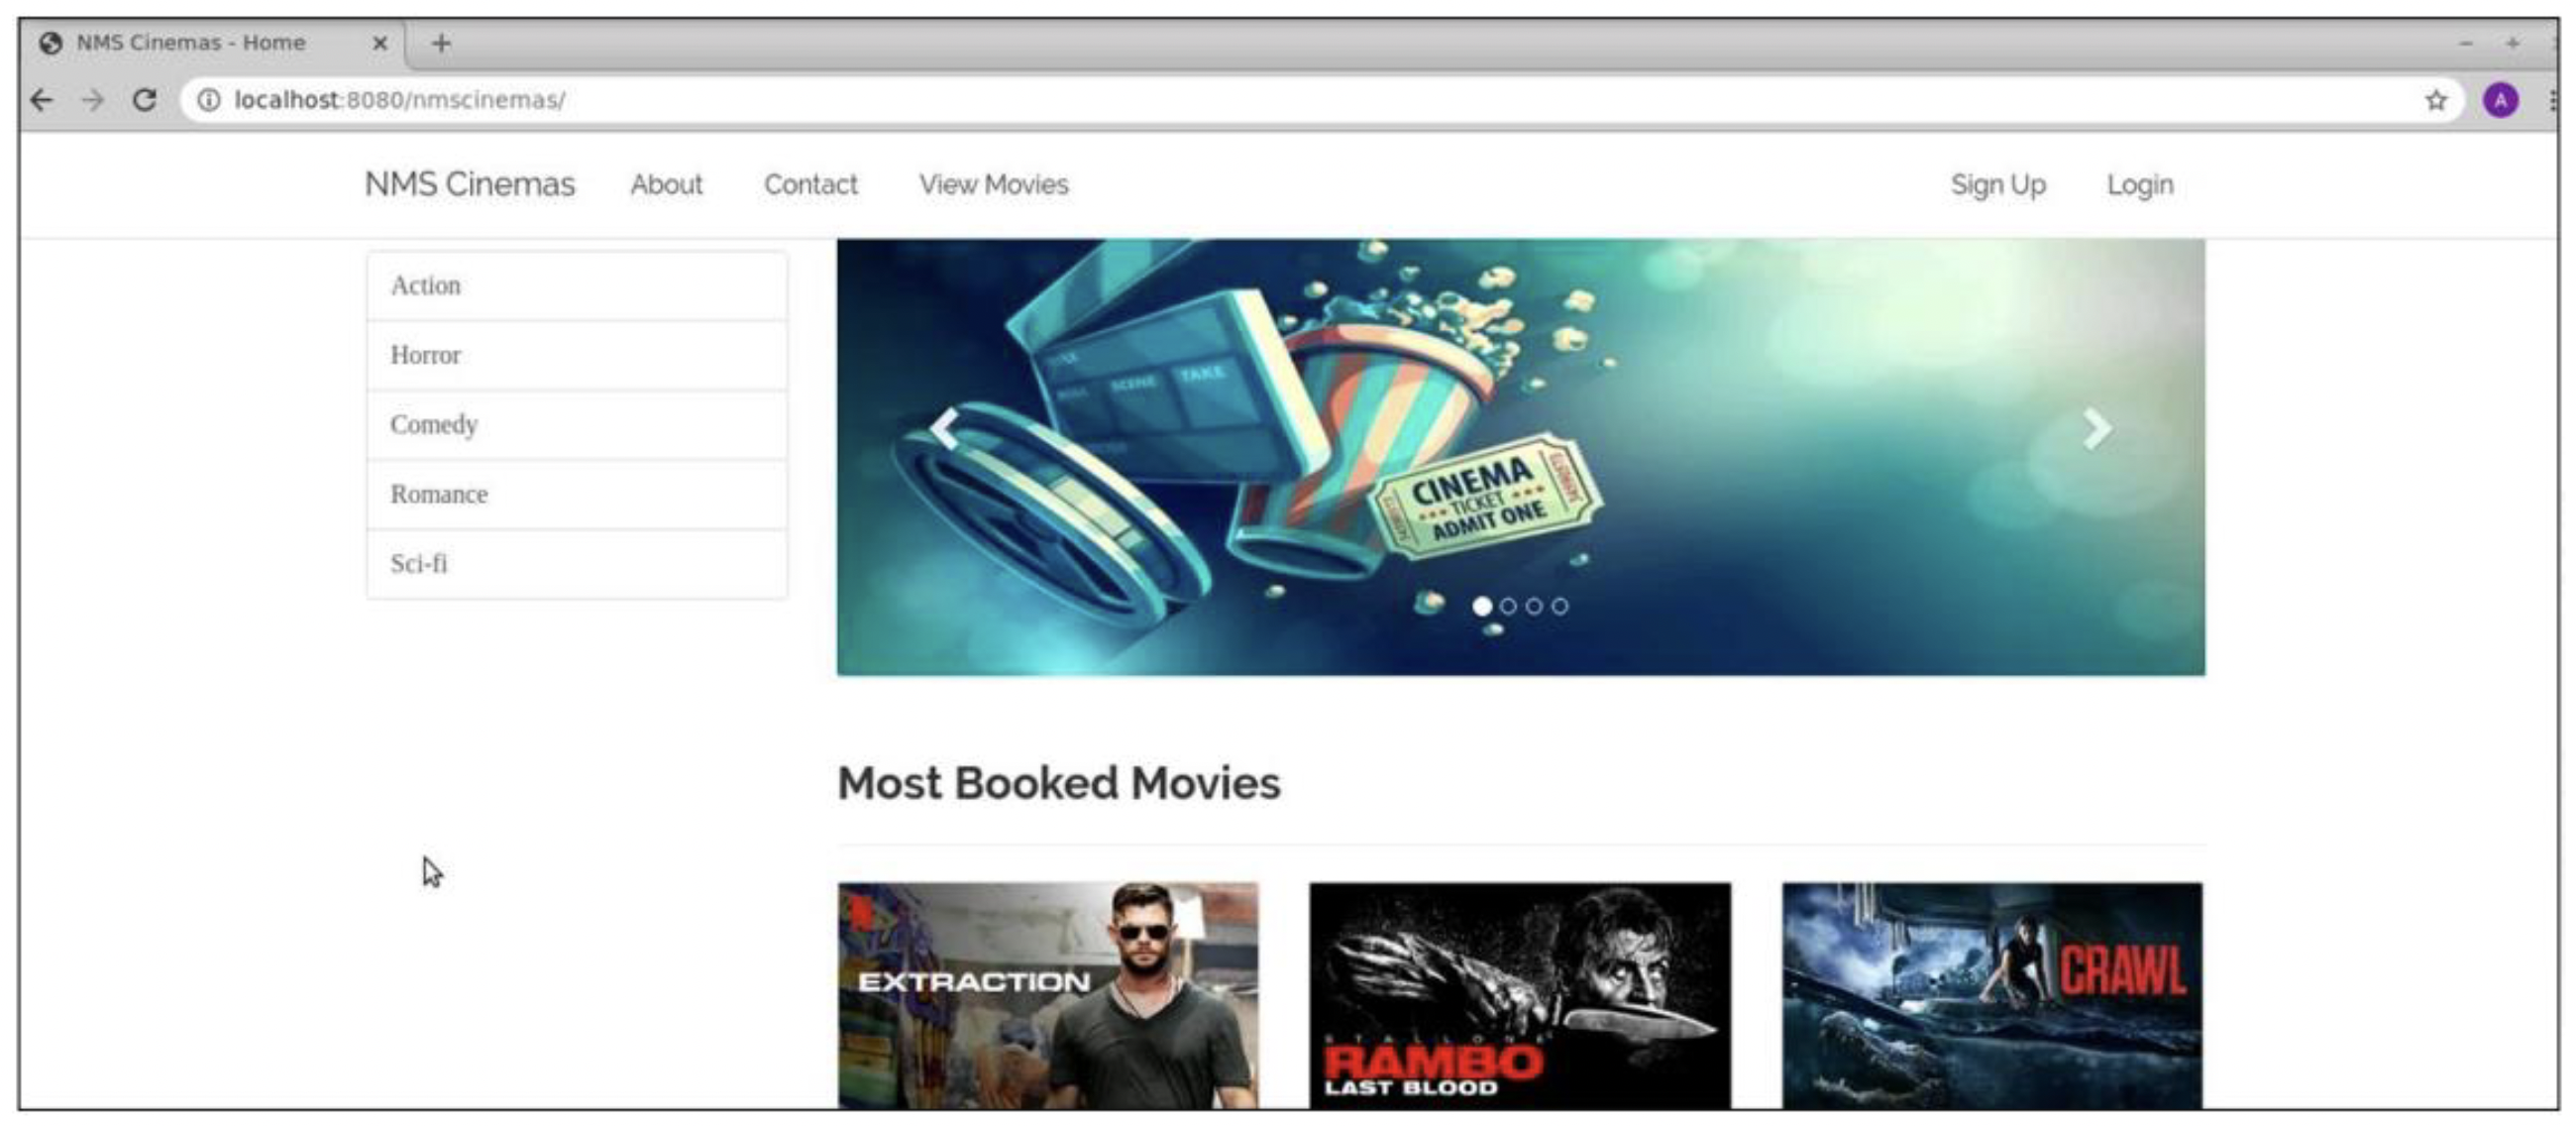 NMS Cinemas - Home
localhost:8080/nmscinemas/
A
NMS Cinemas About Contact View Movies Sign Up Login
Action
Horror
Comedy
Romance
Sci-fi
SCENE TAKE
CINEMA
TICKET
ADMIT ONE
Most Booked Movies
EXTRACTION
STALLONE
RAMBO
LAST BLOOD
CRAWL